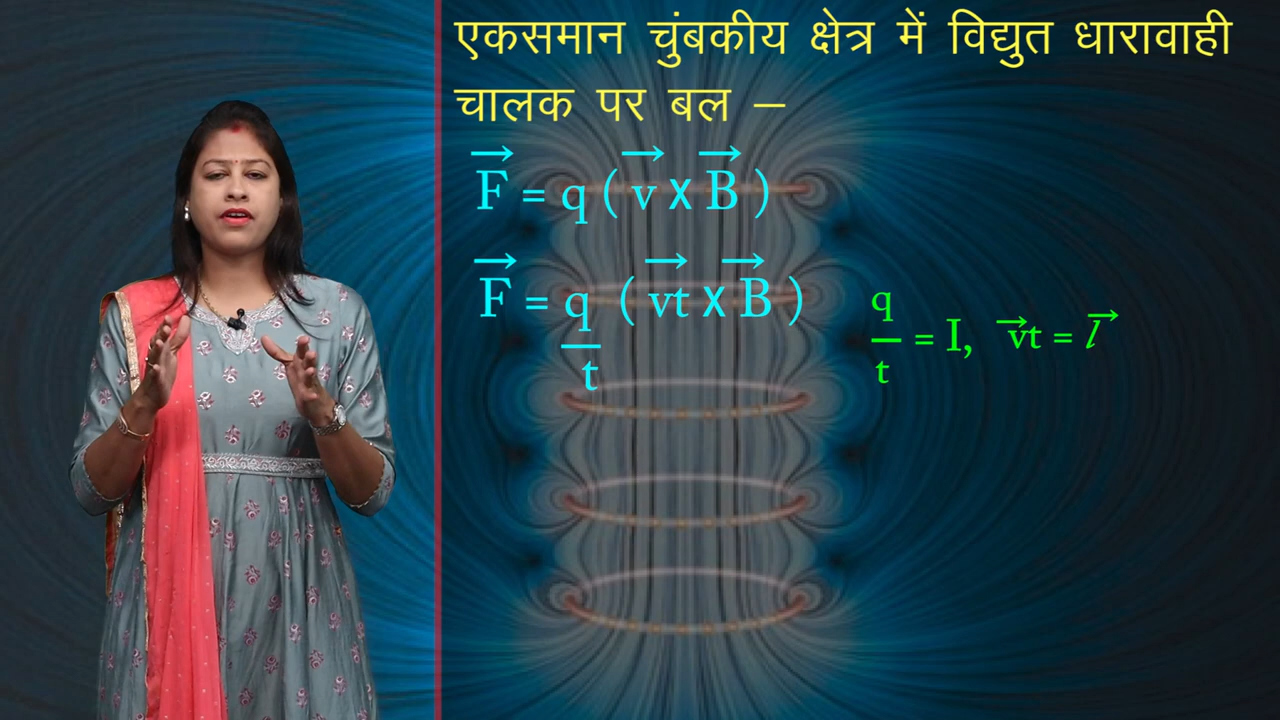 एकसमान चुंबकीय क्षेत्र में विद्युत धारावाही
चालक पर बल –
F⃗ = q ( v⃗ x B⃗ )
F⃗ = q/t ( v⃗t x B⃗ )
q/t = I, v⃗t = l⃗